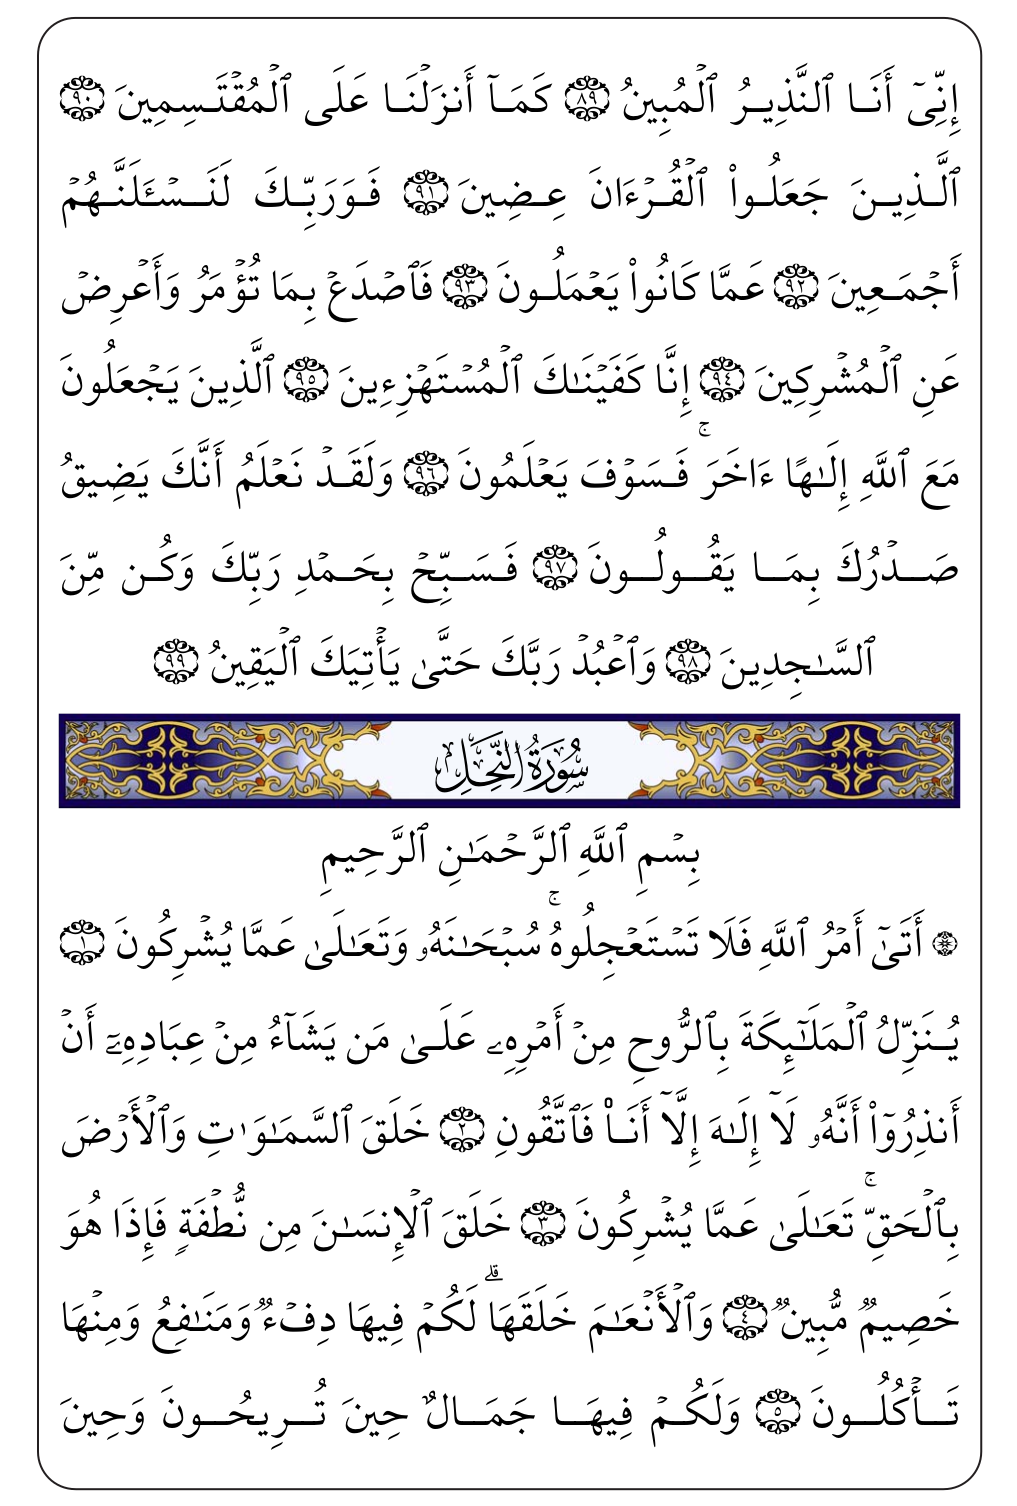 إِنِّىٓ أَنَا ٱلنَّذِيرُ ٱلْمُبِينُ ٨٩ كَمَآ أَنزَلْنَا عَلَى ٱلْمُقْتَسِمِينَ ٩٠
ٱلَّذِينَ جَعَلُوا۟ ٱلْقُرْءَانَ عِضِينَ ٩١ فَوَرَبِّكَ لَنَسْـَٔلَنَّهُمْ
أَجْمَعِينَ ٩٢ عَمَّا كَانُوا۟ يَعْمَلُونَ ٩٣ فَٱصْدَعْ بِمَا تُؤْمَرُ وَأَعْرِضْ
عَنِ ٱلْمُشْرِكِينَ ٩٤ إِنَّا كَفَيْنَـٰكَ ٱلْمُسْتَهْزِءِينَ ٩٥ ٱلَّذِينَ يَجْعَلُونَ
مَعَ ٱللَّهِ إِلَـٰهًا ءَاخَرَ ۚ فَسَوْفَ يَعْلَمُونَ ٩٦ وَلَقَدْ نَعْلَمُ أَنَّكَ يَضِيقُ
صَدْرُكَ بِمَا يَقُولُونَ ٩٧ فَسَبِّحْ بِحَمْدِ رَبِّكَ وَكُن مِّنَ
ٱلسَّـٰجِدِينَ ٩٨ وَٱعْبُدْ رَبَّكَ حَتَّىٰ يَأْتِيَكَ ٱلْيَقِينُ ٩٩
سُورَةُ النَّحْلِ
بِسْمِ ٱللَّهِ ٱلرَّحْمَـٰنِ ٱلرَّحِيمِ
۞ أَتَىٰٓ أَمْرُ ٱللَّهِ فَلَا تَسْتَعْجِلُوهُ ۚ سُبْحَـٰنَهُۥ وَتَعَـٰلَىٰ عَمَّا يُشْرِكُونَ ١
يُنَزِّلُ ٱلْمَلَـٰٓئِكَةَ بِٱلرُّوحِ مِنْ أَمْرِهِۦ عَلَىٰ مَن يَشَآءُ مِنْ عِبَادِهِۦٓ أَنْ
أَنذِرُوٓا۟ أَنَّهُۥ لَآ إِلَـٰهَ إِلَّآ أَنَا۠ فَٱتَّقُونِ ٢ خَلَقَ ٱلسَّمَـٰوَٰتِ وَٱلْأَرْضَ
بِٱلْحَقِّ ۚ تَعَـٰلَىٰ عَمَّا يُشْرِكُونَ ٣ خَلَقَ ٱلْإِنسَـٰنَ مِن نُّطْفَةٍ فَإِذَا هُوَ
خَصِيمٌ مُّبِينٌ ٤ وَٱلْأَنْعَـٰمَ خَلَقَهَا ۗ لَكُمْ فِيهَا دِفْءٌ وَمَنَـٰفِعُ وَمِنْهَا
تَأْكُلُونَ ٥ وَلَكُمْ فِيهَا جَمَالٌ حِينَ تُرِيحُونَ وَحِينَ